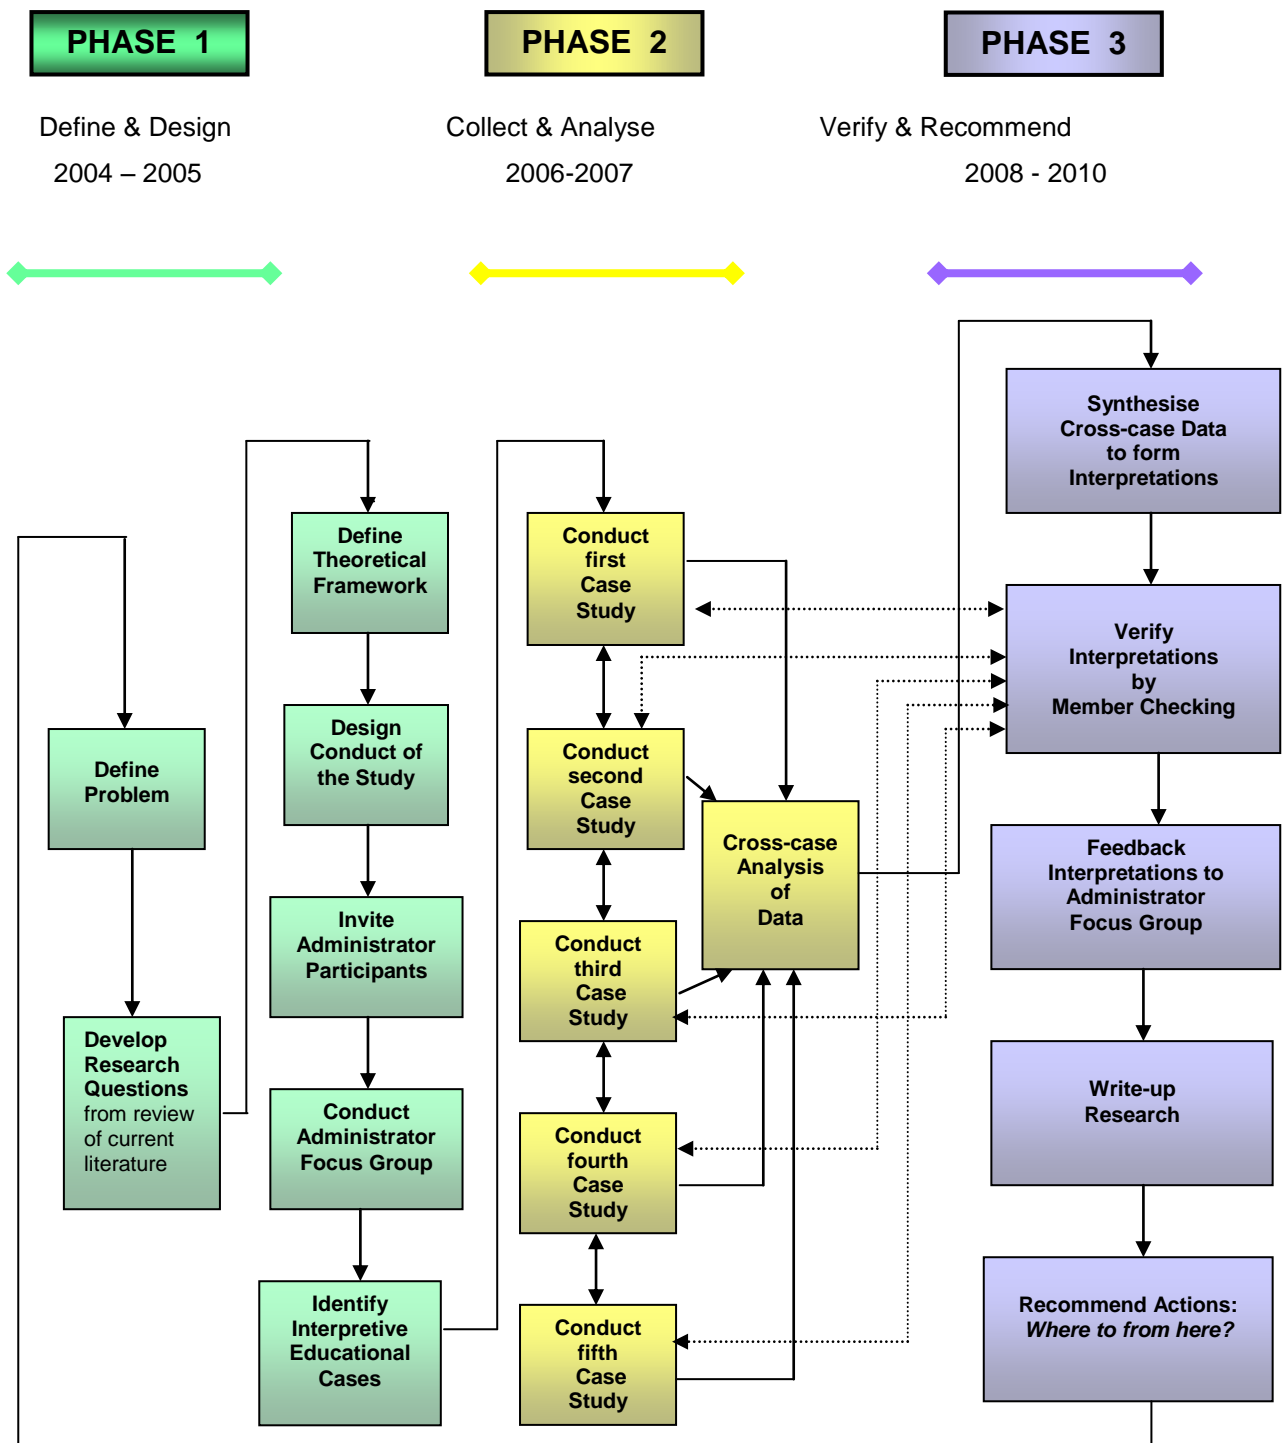 PHASE 1
PHASE 2
PHASE 3
Define & Design
Collect & Analyse
Verify & Recommend
2004 – 2005
2006-2007
2008 - 2010
Define
Problem
Develop
Research
Questions
from review
of current
literature
Define
Theoretical
Framework
Design
Conduct of
the Study
Invite
Administrator
Participants
Conduct
Administrator
Focus Group
Identify
Interpretive
Educational
Cases
Conduct
first
Case
Study
Conduct
second
Case
Study
Conduct
third
Case
Study
Conduct
fourth
Case
Study
Conduct
fifth
Case
Study
Cross-case
Analysis
of
Data
Synthesise
Cross-case Data
to form
Interpretations
Verify
Interpretations
by
Member Checking
Feedback
Interpretations to
Administrator
Focus Group
Write-up
Research
Recommend Actions:
Where to from here?